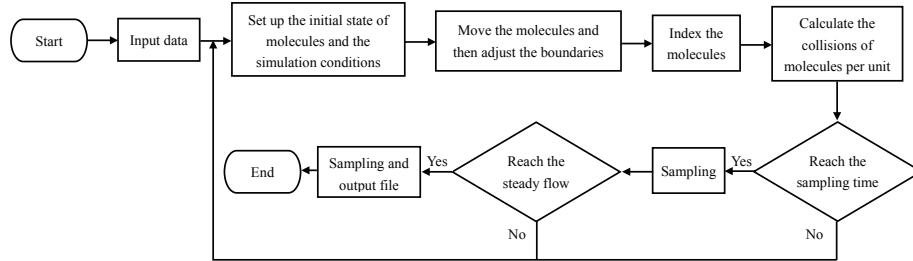 Start
Input data
Set up the initial state of
molecules and the
simulation conditions
Move the molecules and
then adjust the boundaries
Index the
molecules
Calculate the
collisions of
molecules per unit
Reach the
sampling time
Yes
No
Sampling
Reach the
steady flow
Yes
No
Sampling and
output file
End